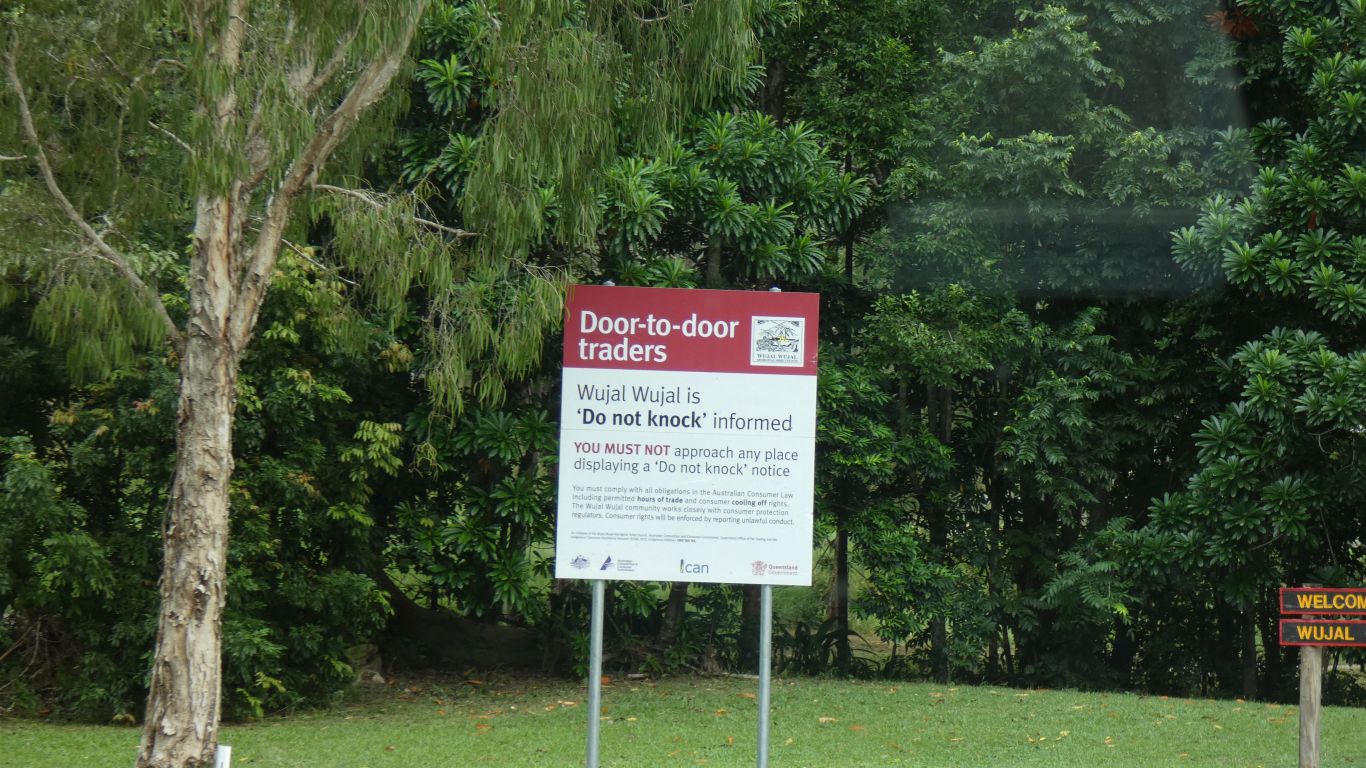 Door-to-door
traders
WUJAL WUJAL
Wujal Wujal is
'Do not knock' informed
YOU MUST NOT approach any place
displaying a 'Do not knock' notice
You must comply with all obligations in the Australian Consumer Law
including permitted hours of trade and consumer cooling off rights.
The Wujal Wujal community works closely with consumer protection
regulators. Consumer rights will be enforced by reporting unlawful conduct.
Ican
Queensland
Government
WELCOM
WUJAL